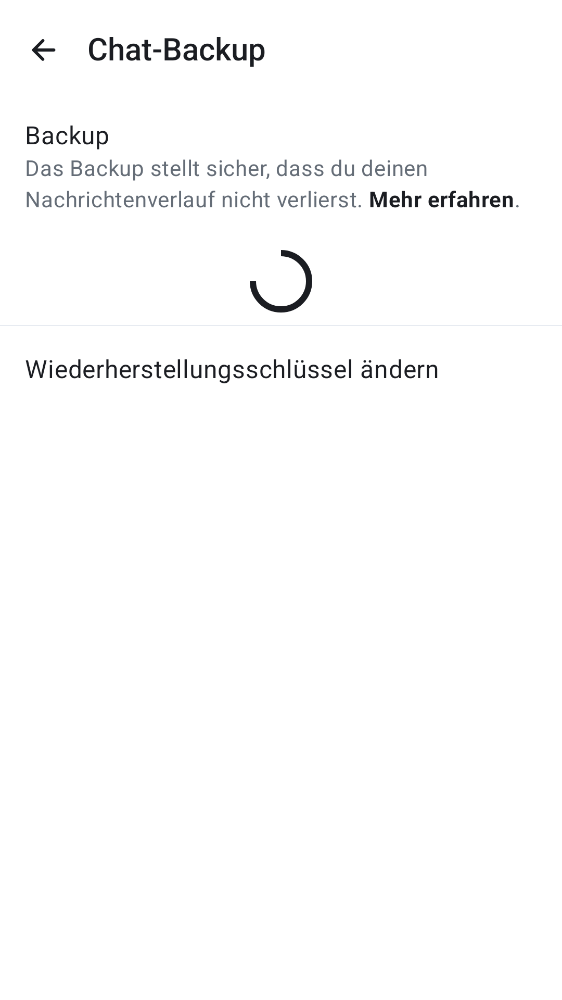 Chat-Backup
Backup
Das Backup stellt sicher, dass du deinen
Nachrichtenverlauf nicht verlierst. Mehr erfahren.
Wiederherstellungsschlüssel ändern